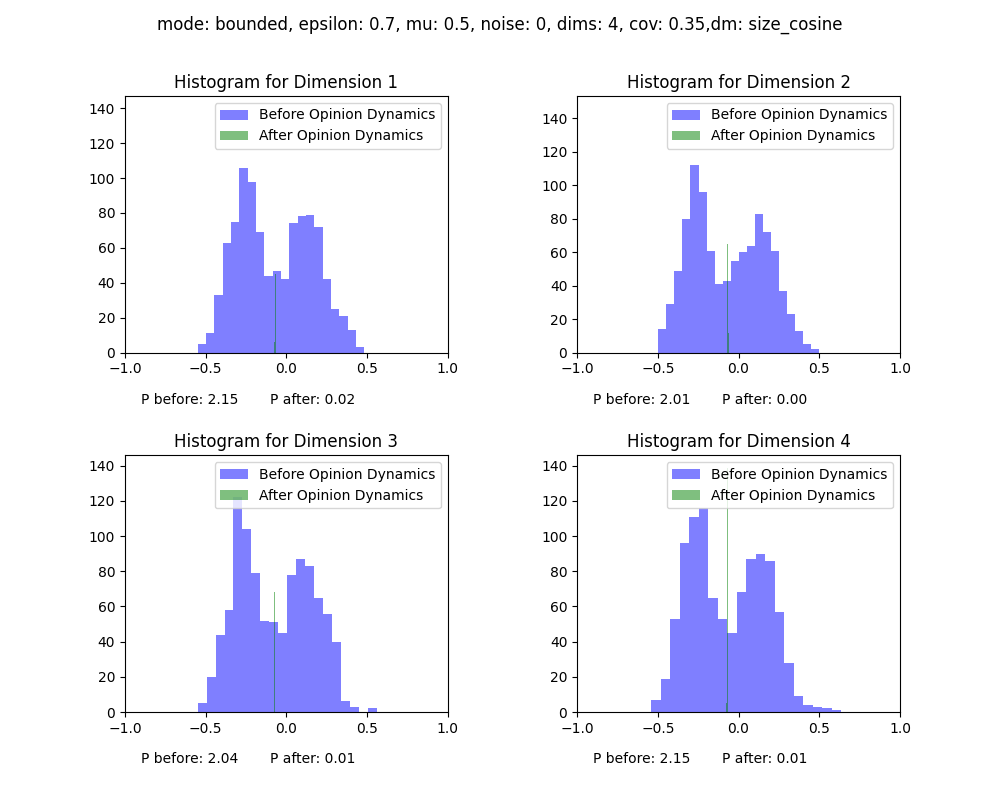 mode: bounded, epsilon: 0.7, mu: 0.5, noise: 0, dims: 4, cov: 0.35,dm: size_cosine
Histogram for Dimension 1
Before Opinion Dynamics
After Opinion Dynamics
140
120
100
80
60
40
20
0
−1.0 −0.5 0.0 0.5 1.0
P before: 2.15 P after: 0.02
Histogram for Dimension 2
Before Opinion Dynamics
After Opinion Dynamics
140
120
100
80
60
40
20
0
−1.0 −0.5 0.0 0.5 1.0
P before: 2.01 P after: 0.00
Histogram for Dimension 3
Before Opinion Dynamics
After Opinion Dynamics
140
120
100
80
60
40
20
0
−1.0 −0.5 0.0 0.5 1.0
P before: 2.04 P after: 0.01
Histogram for Dimension 4
Before Opinion Dynamics
After Opinion Dynamics
140
120
100
80
60
40
20
0
−1.0 −0.5 0.0 0.5 1.0
P before: 2.15 P after: 0.01